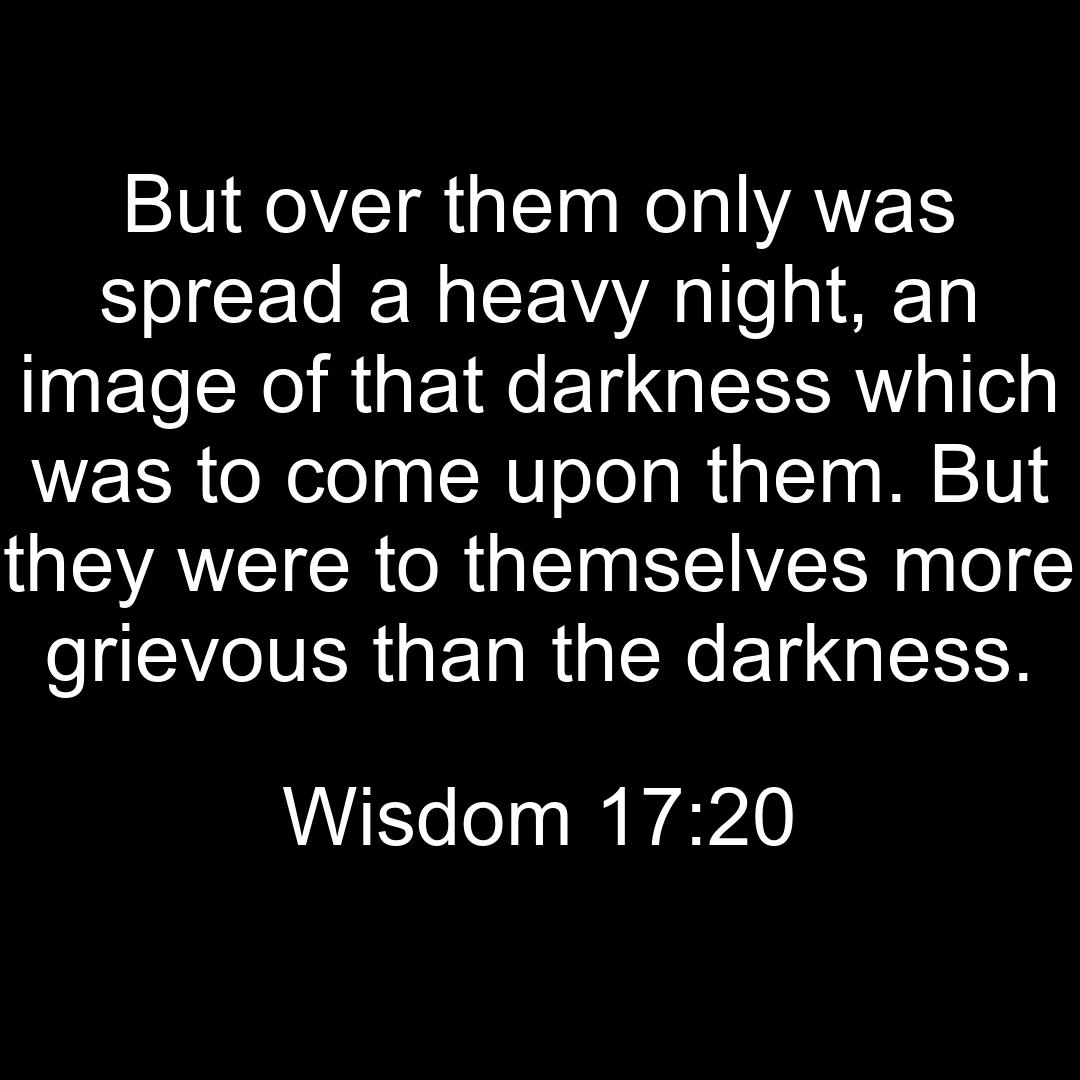 But over them only was
spread a heavy night, an
image of that darkness which
was to come upon them. But
they were to themselves more
grievous than the darkness.
Wisdom 17:20